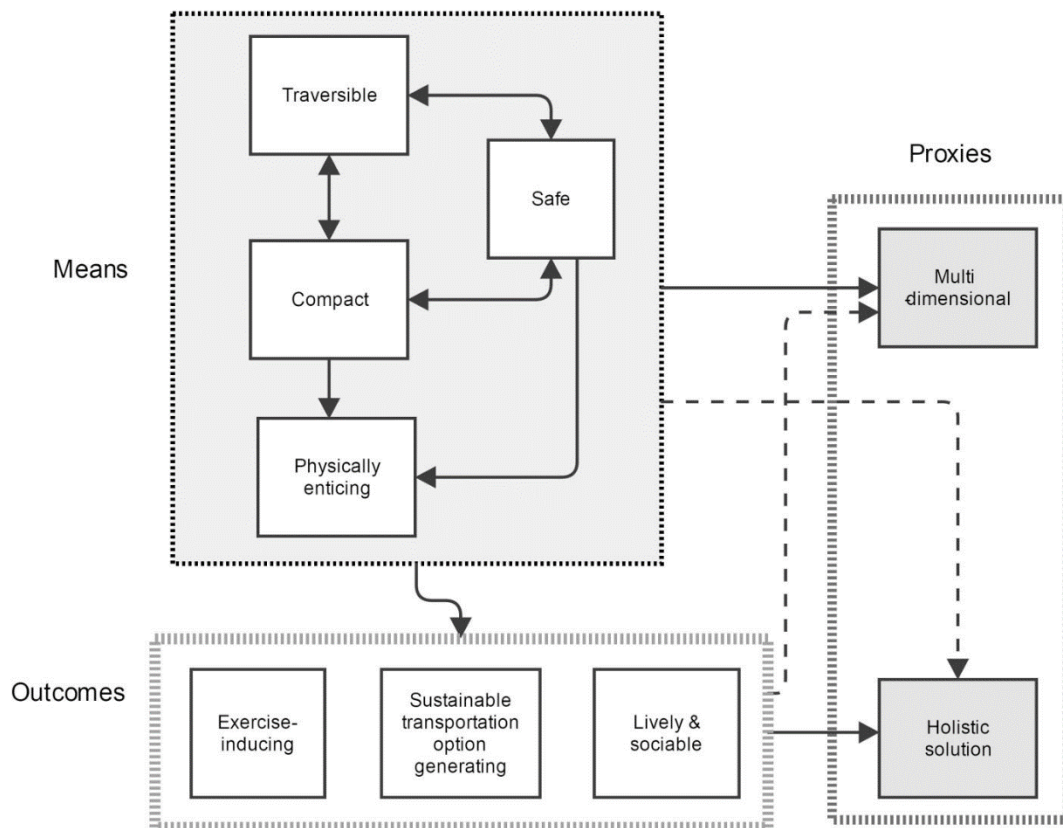 Traversible
Safe
Proxies
Means
Compact
Multi
-dimensional
Physically
enticing
Outcomes
Exercise-
inducing
Sustainable
transportation
option
generating
Lively &
sociable
Holistic
solution